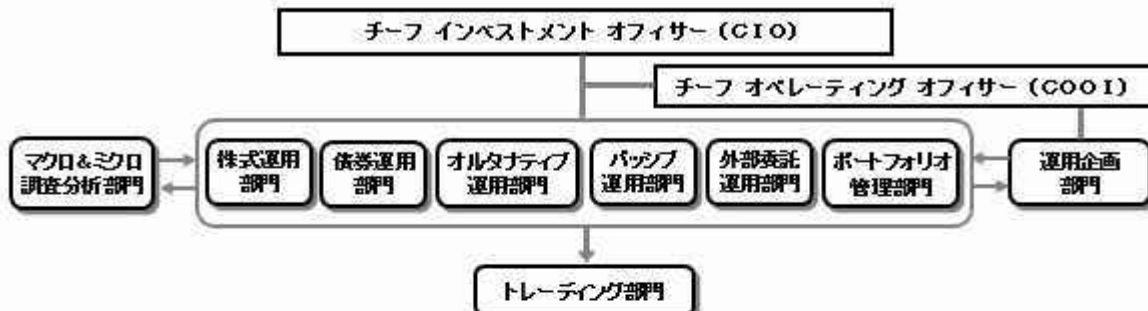 チーフ インベストメント オフィサー (CIO)
チーフ オペレーティング オフィサー (COOI)
マクロ&ミクロ
調査分析部門
株式運用
部門
債券運用
部門
オルタナティブ
運用部門
パッシブ
運用部門
外部委託
運用部門
ポートフォリオ
管理部門
運用企画
部門
トレーディング部門